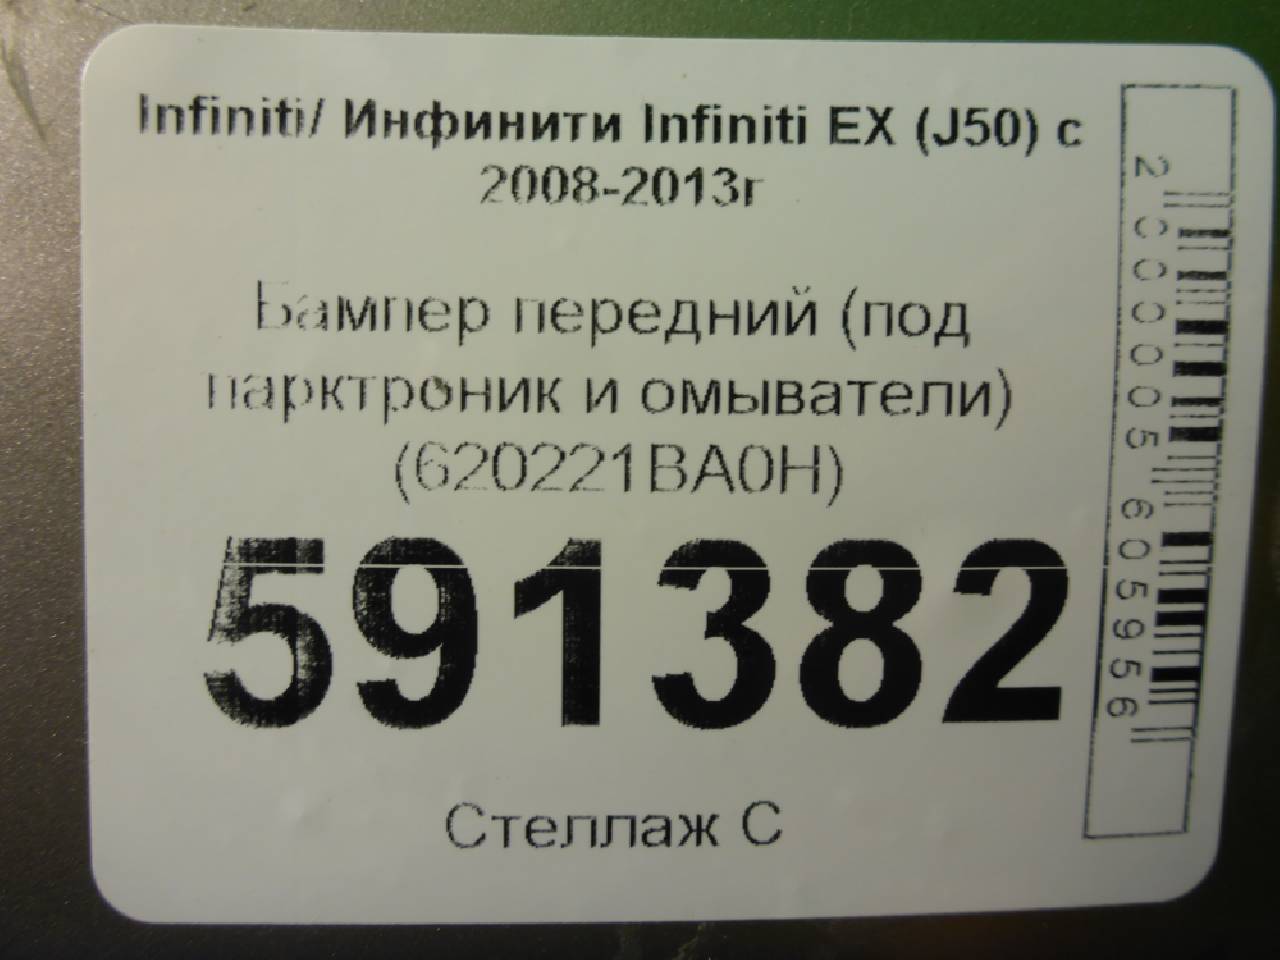 Infiniti/ Инфинити Infiniti EX (J50) с
2008-2013г
Бампер передний (под
парктроник и омыватели)
(620221BA0H)
591382
Стеллаж С
2000005605956